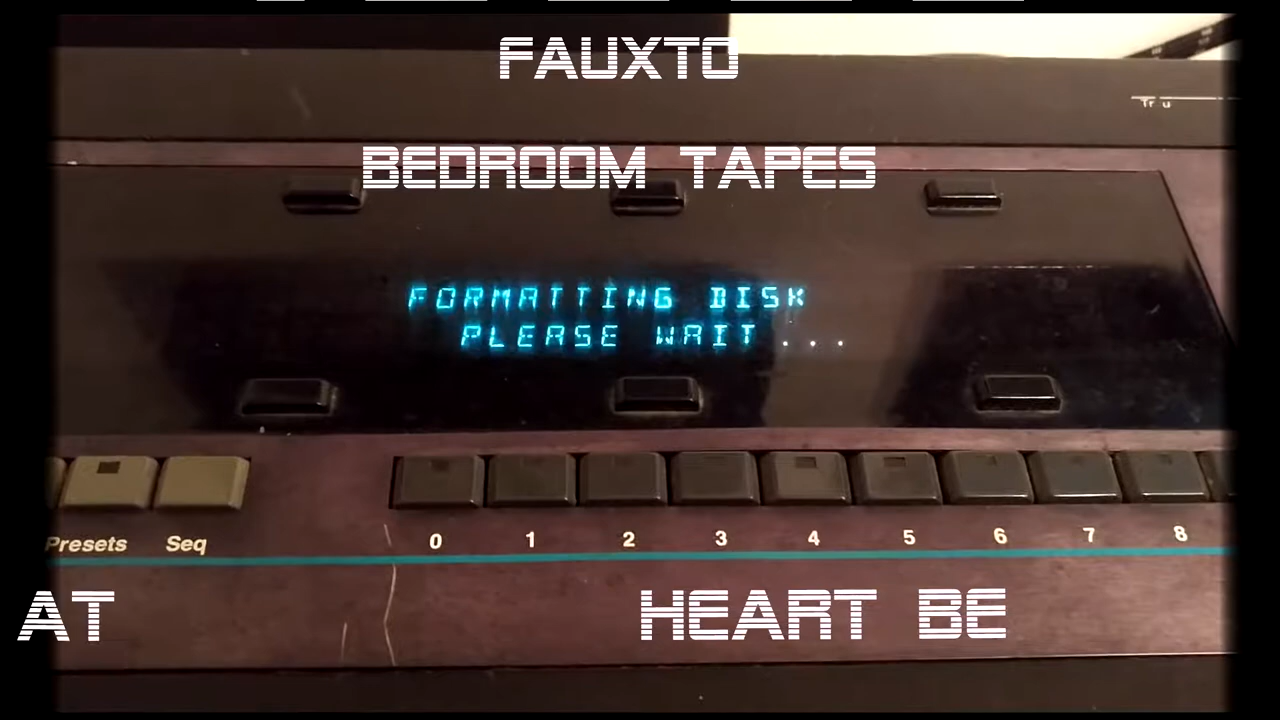 FAUXTO
BEDROOM TAPES
FORMATTING DISK
PLEASE WAIT ...
Presets Seq 0 1 2 3 4 5 6 7 8
AT HEART BE